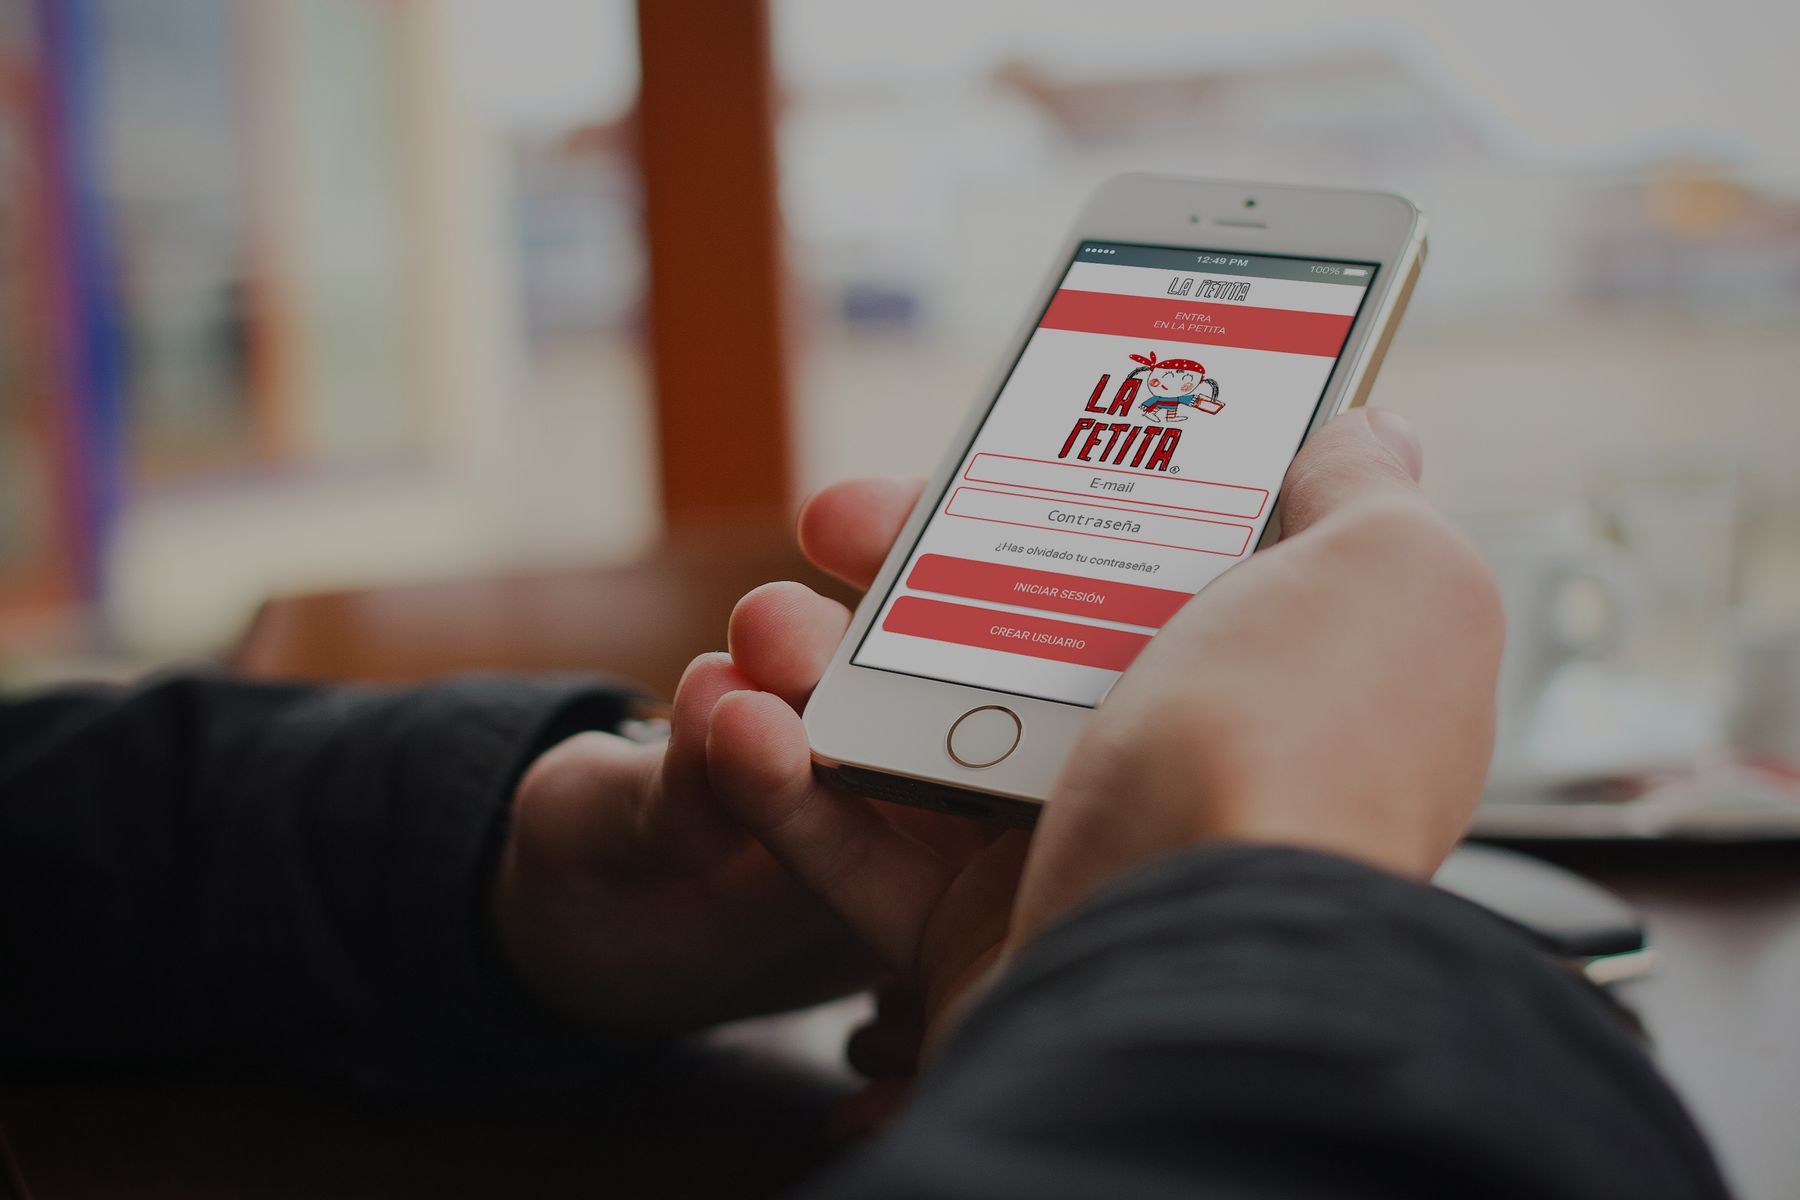 12:49 PM
100%
LA PETITA
ENTRA
EN LA PETITA
LA
PETITA®
E-mail
Contraseña
¿Has olvidado tu contraseña?
INICIAR SESIÓN
CREAR USUARIO